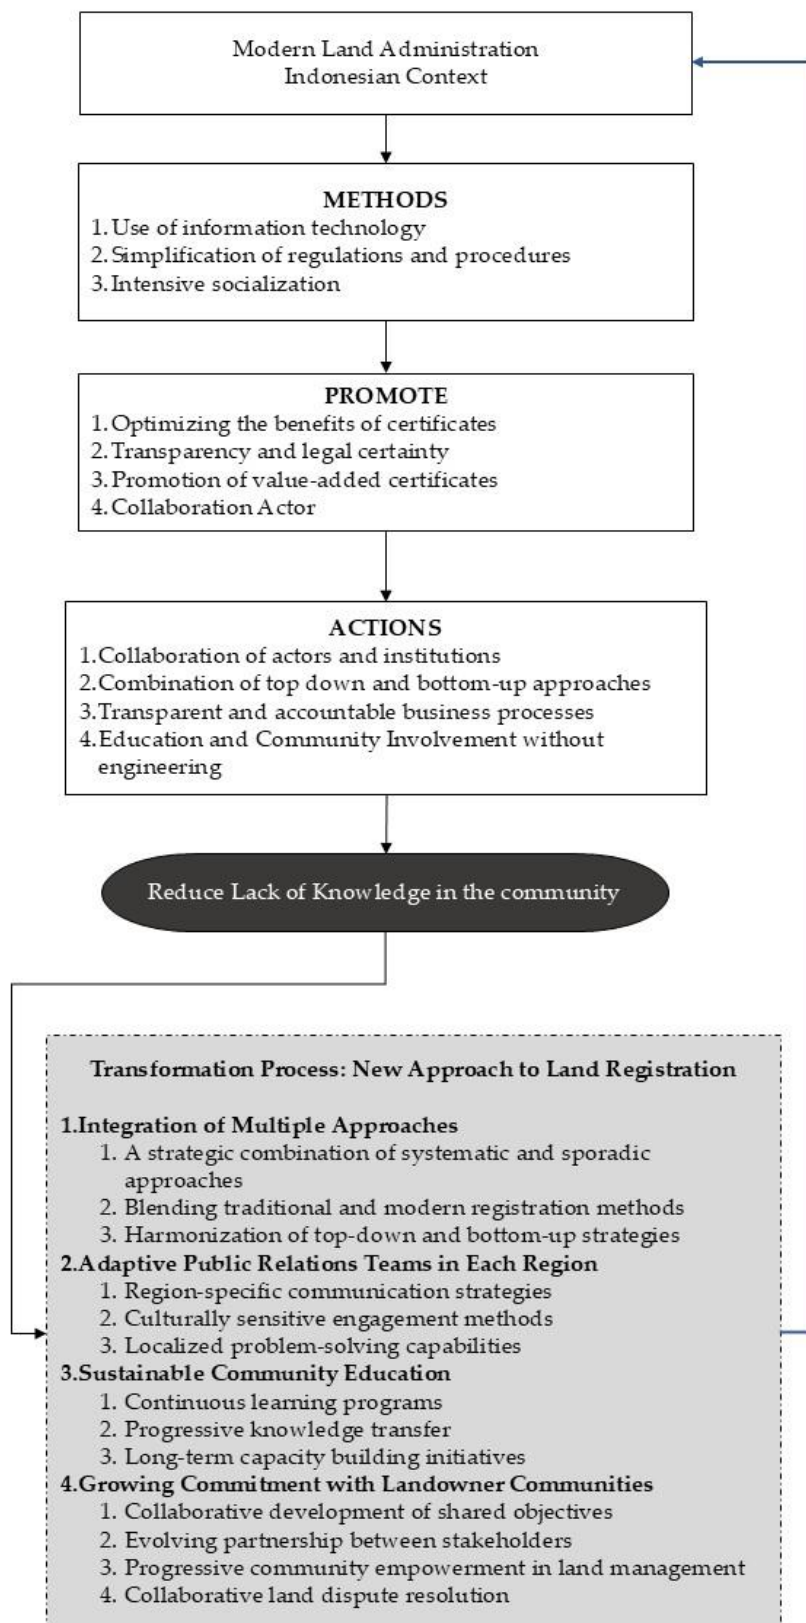 Modern Land Administration
Indonesian Context
METHODS
1. Use of information technology
2. Simplification of regulations and procedures
3. Intensive socialization
PROMOTE
1. Optimizing the benefits of certificates
2. Transparency and legal certainty
3. Promotion of value-added certificates
4. Collaboration Actor
ACTIONS
1. Collaboration of actors and institutions
2. Combination of top down and bottom-up approaches
3. Transparent and accountable business processes
4. Education and Community Involvement without
engineering
Reduce Lack of Knowledge in the community
Transformation Process: New Approach to Land Registration
1. Integration of Multiple Approaches
1. A strategic combination of systematic and sporadic
approaches
2. Blending traditional and modern registration methods
3. Harmonization of top-down and bottom-up strategies
2. Adaptive Public Relations Teams in Each Region
1. Region-specific communication strategies
2. Culturally sensitive engagement methods
3. Localized problem-solving capabilities
3. Sustainable Community Education
1. Continuous learning programs
2. Progressive knowledge transfer
3. Long-term capacity building initiatives
4. Growing Commitment with Landowner Communities
1. Collaborative development of shared objectives
2. Evolving partnership between stakeholders
3. Progressive community empowerment in land management
4. Collaborative land dispute resolution